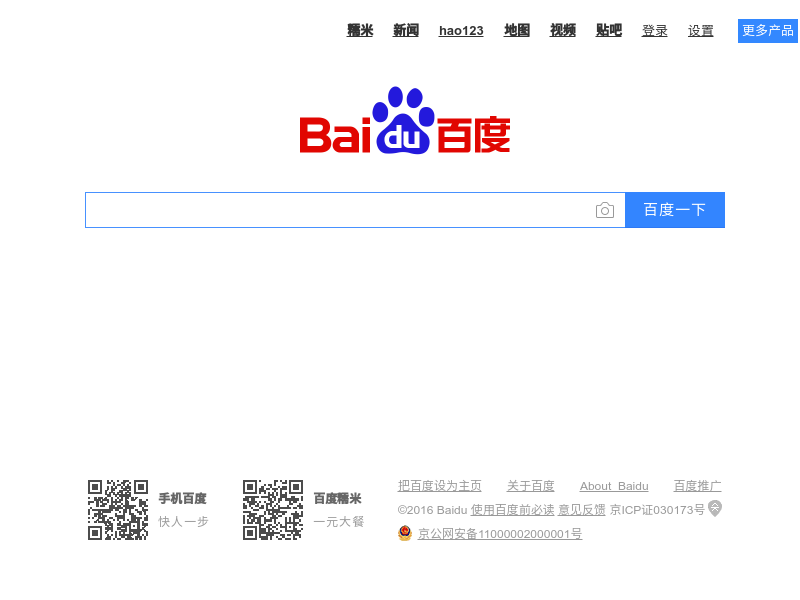 糯米 新闻 hao123 地图 视频 贴吧 登录 设置 更多产品
Bai du 百度
百度一下
手机百度
快人一步
百度糯米
一元大餐
把百度设为主页 关于百度 About Baidu 百度推广
©2016 Baidu 使用百度前必读 意见反馈 京ICP证030173号
京公网安备11000002000001号